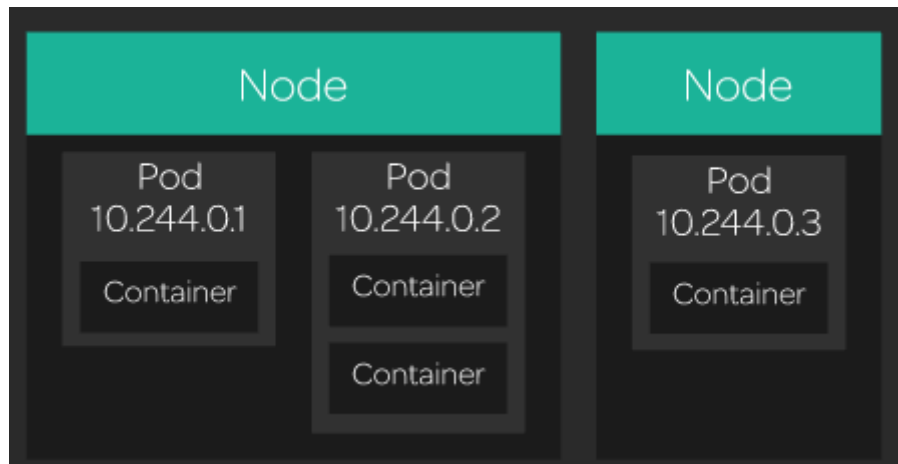 Node
Pod
10.244.0.1
Container
Pod
10.244.0.2
Container
Container
Node
Pod
10.244.0.3
Container